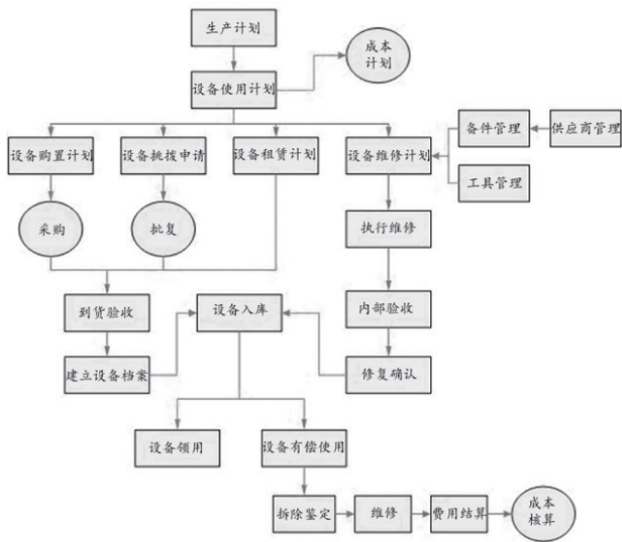 生产计划
成本
计划
设备使用计划
备件管理
供应商管理
设备购置计划
设备挑拨申请
设备租赁计划
设备维修计划
工具管理
采购
批复
执行维修
到货验收
设备入库
内部验收
建立设备档案
修复确认
设备领用
设备有偿使用
拆除鉴定
维修
费用结算
成本
核算